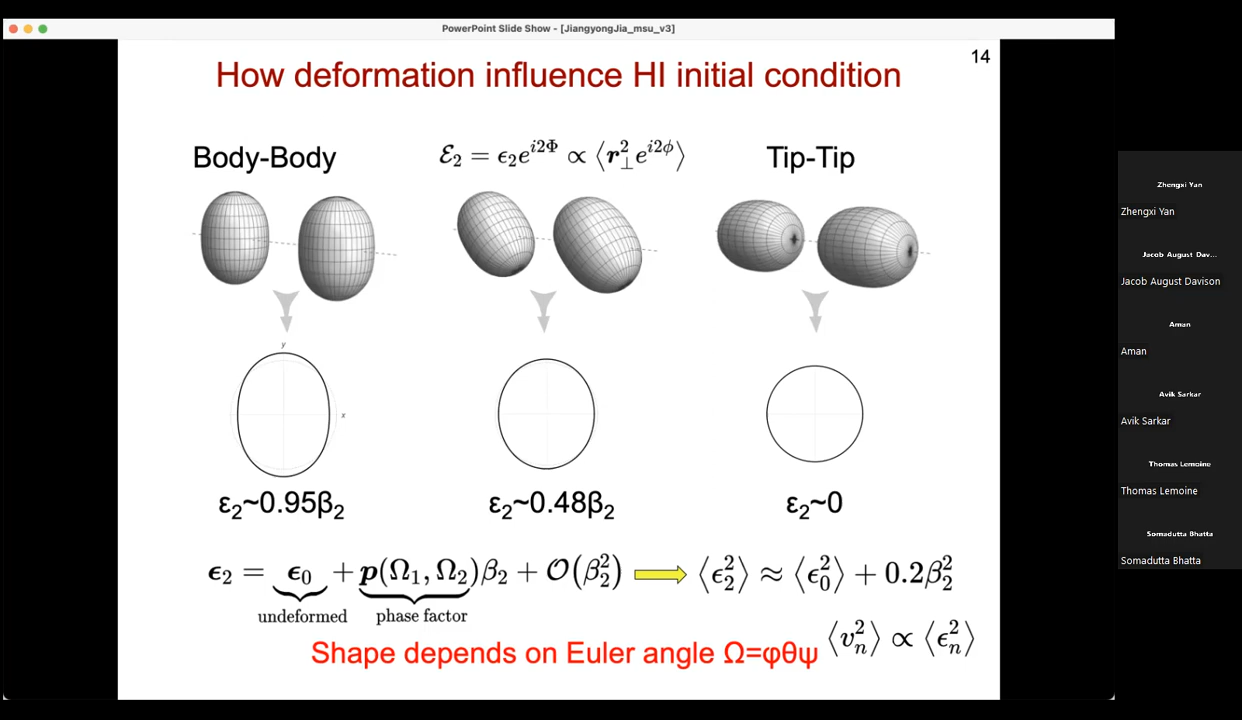 PowerPoint Slide Show - [JiangyongJia_msu_v3]
14
How deformation influence HI initial condition
Body-Body
ℰ₂ = ϵ₂e^{i2Φ} ∝ ⟨r⊥² e^{i2ϕ}⟩
Tip-Tip
y
x
ε₂~0.95β₂
ε₂~0.48β₂
ε₂~0
ϵ₂ = ϵ₀ + p(Ω₁, Ω₂)β₂ + 𝒪(β₂²) ⟨ϵ₂²⟩ ≈ ⟨ϵ₀²⟩ + 0.2β₂²
undeformed
phase factor
Shape depends on Euler angle Ω=φθψ
⟨vₙ²⟩ ∝ ⟨ϵₙ²⟩
Zhengxi Yan
Zhengxi Yan
Jacob August Dav...
Jacob August Davison
Aman
Aman
Avik Sarkar
Avik Sarkar
Thomas Lemoine
Thomas Lemoine
Somadutta Bhatta
Somadutta Bhatta